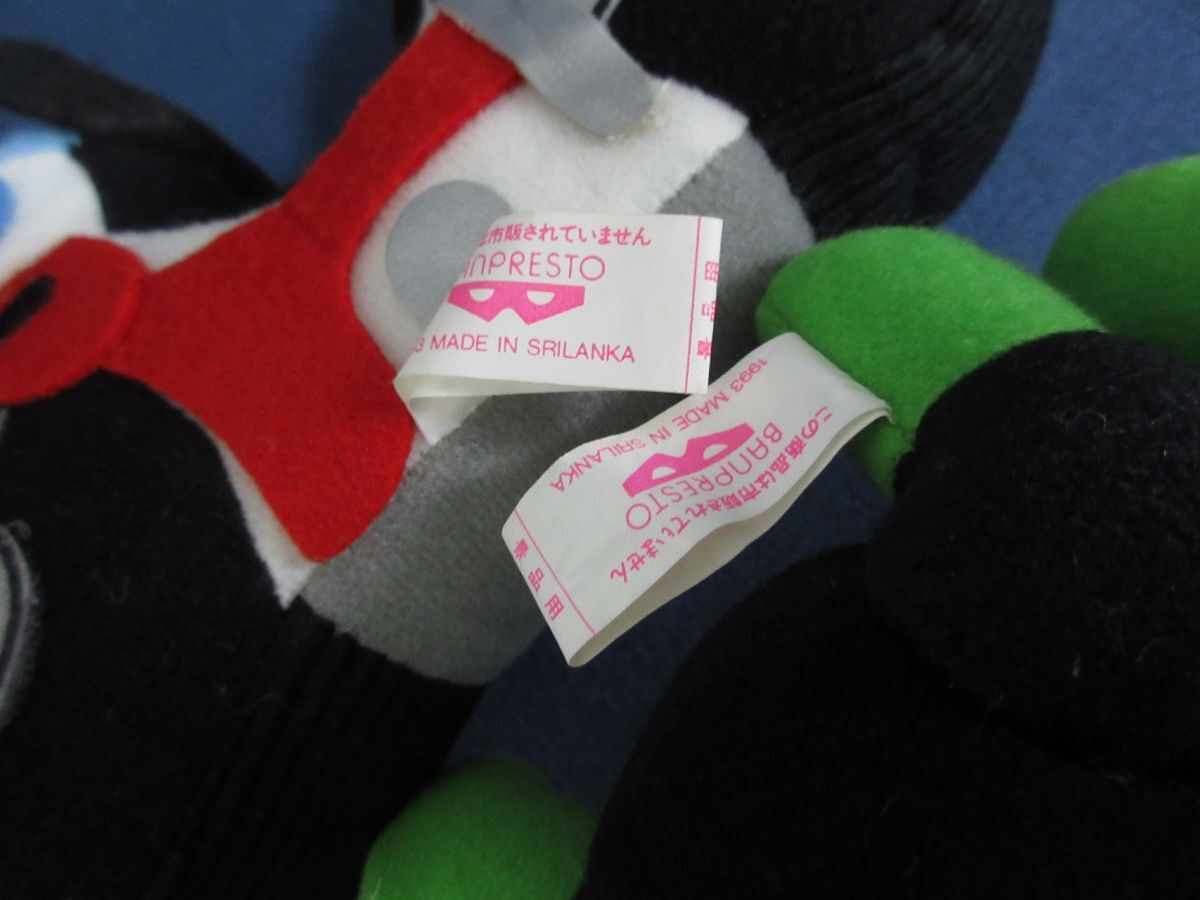 は市販されていません
BANPRESTO
3 MADE IN SRILANKA
景品用
この商品は市販されていません
BANPRESTO
1993 MADE IN SRILANKA
景品用